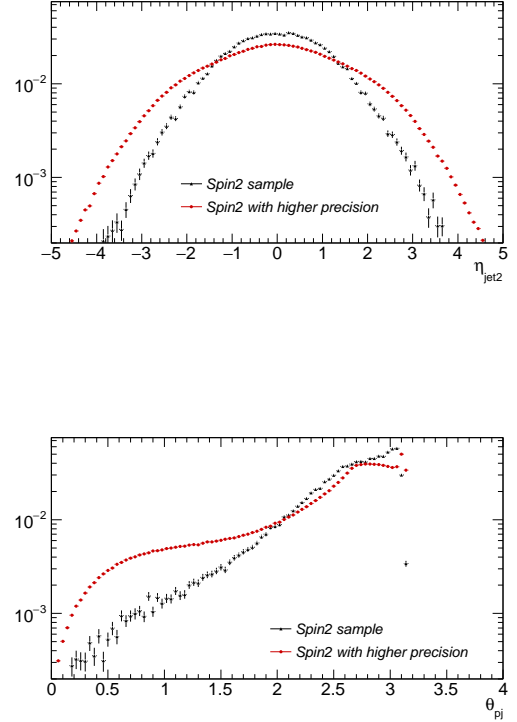 10⁻²
10⁻³
Spin2 sample
Spin2 with higher precision
−5 −4 −3 −2 −1 0 1 2 3 4 5
η_jet2
10⁻²
10⁻³
Spin2 sample
Spin2 with higher precision
0 0.5 1 1.5 2 2.5 3 3.5 4
θ_pj